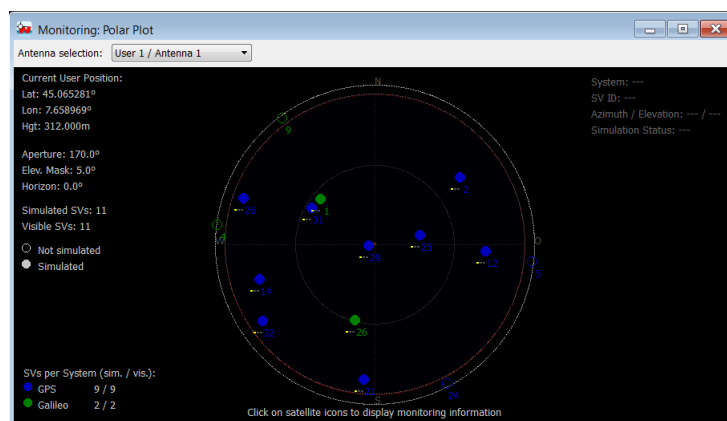 Monitoring: Polar Plot
Antenna selection: User 1 / Antenna 1
Current User Position:
Lat: 45.065281°
Lon: 7.658969°
Hgt: 312.000m
Aperture: 170.0°
Elev. Mask: 5.0°
Horizon: 0.0°
Simulated SVs: 11
Visible SVs: 11
Not simulated
Simulated
SVs per System (sim. / vis.):
GPS 9 / 9
Galileo 2 / 2
System: ---
SV ID: ---
Azimuth / Elevation: --- / ---
Simulation Status: ---
N
9
--- 2
--- 26
--- 1
--- 31
4
W
--- 25
O
--- 29
--- 12
5
--- 14
--- 32
--- 26
--- 21
24
S
Click on satellite icons to display monitoring information